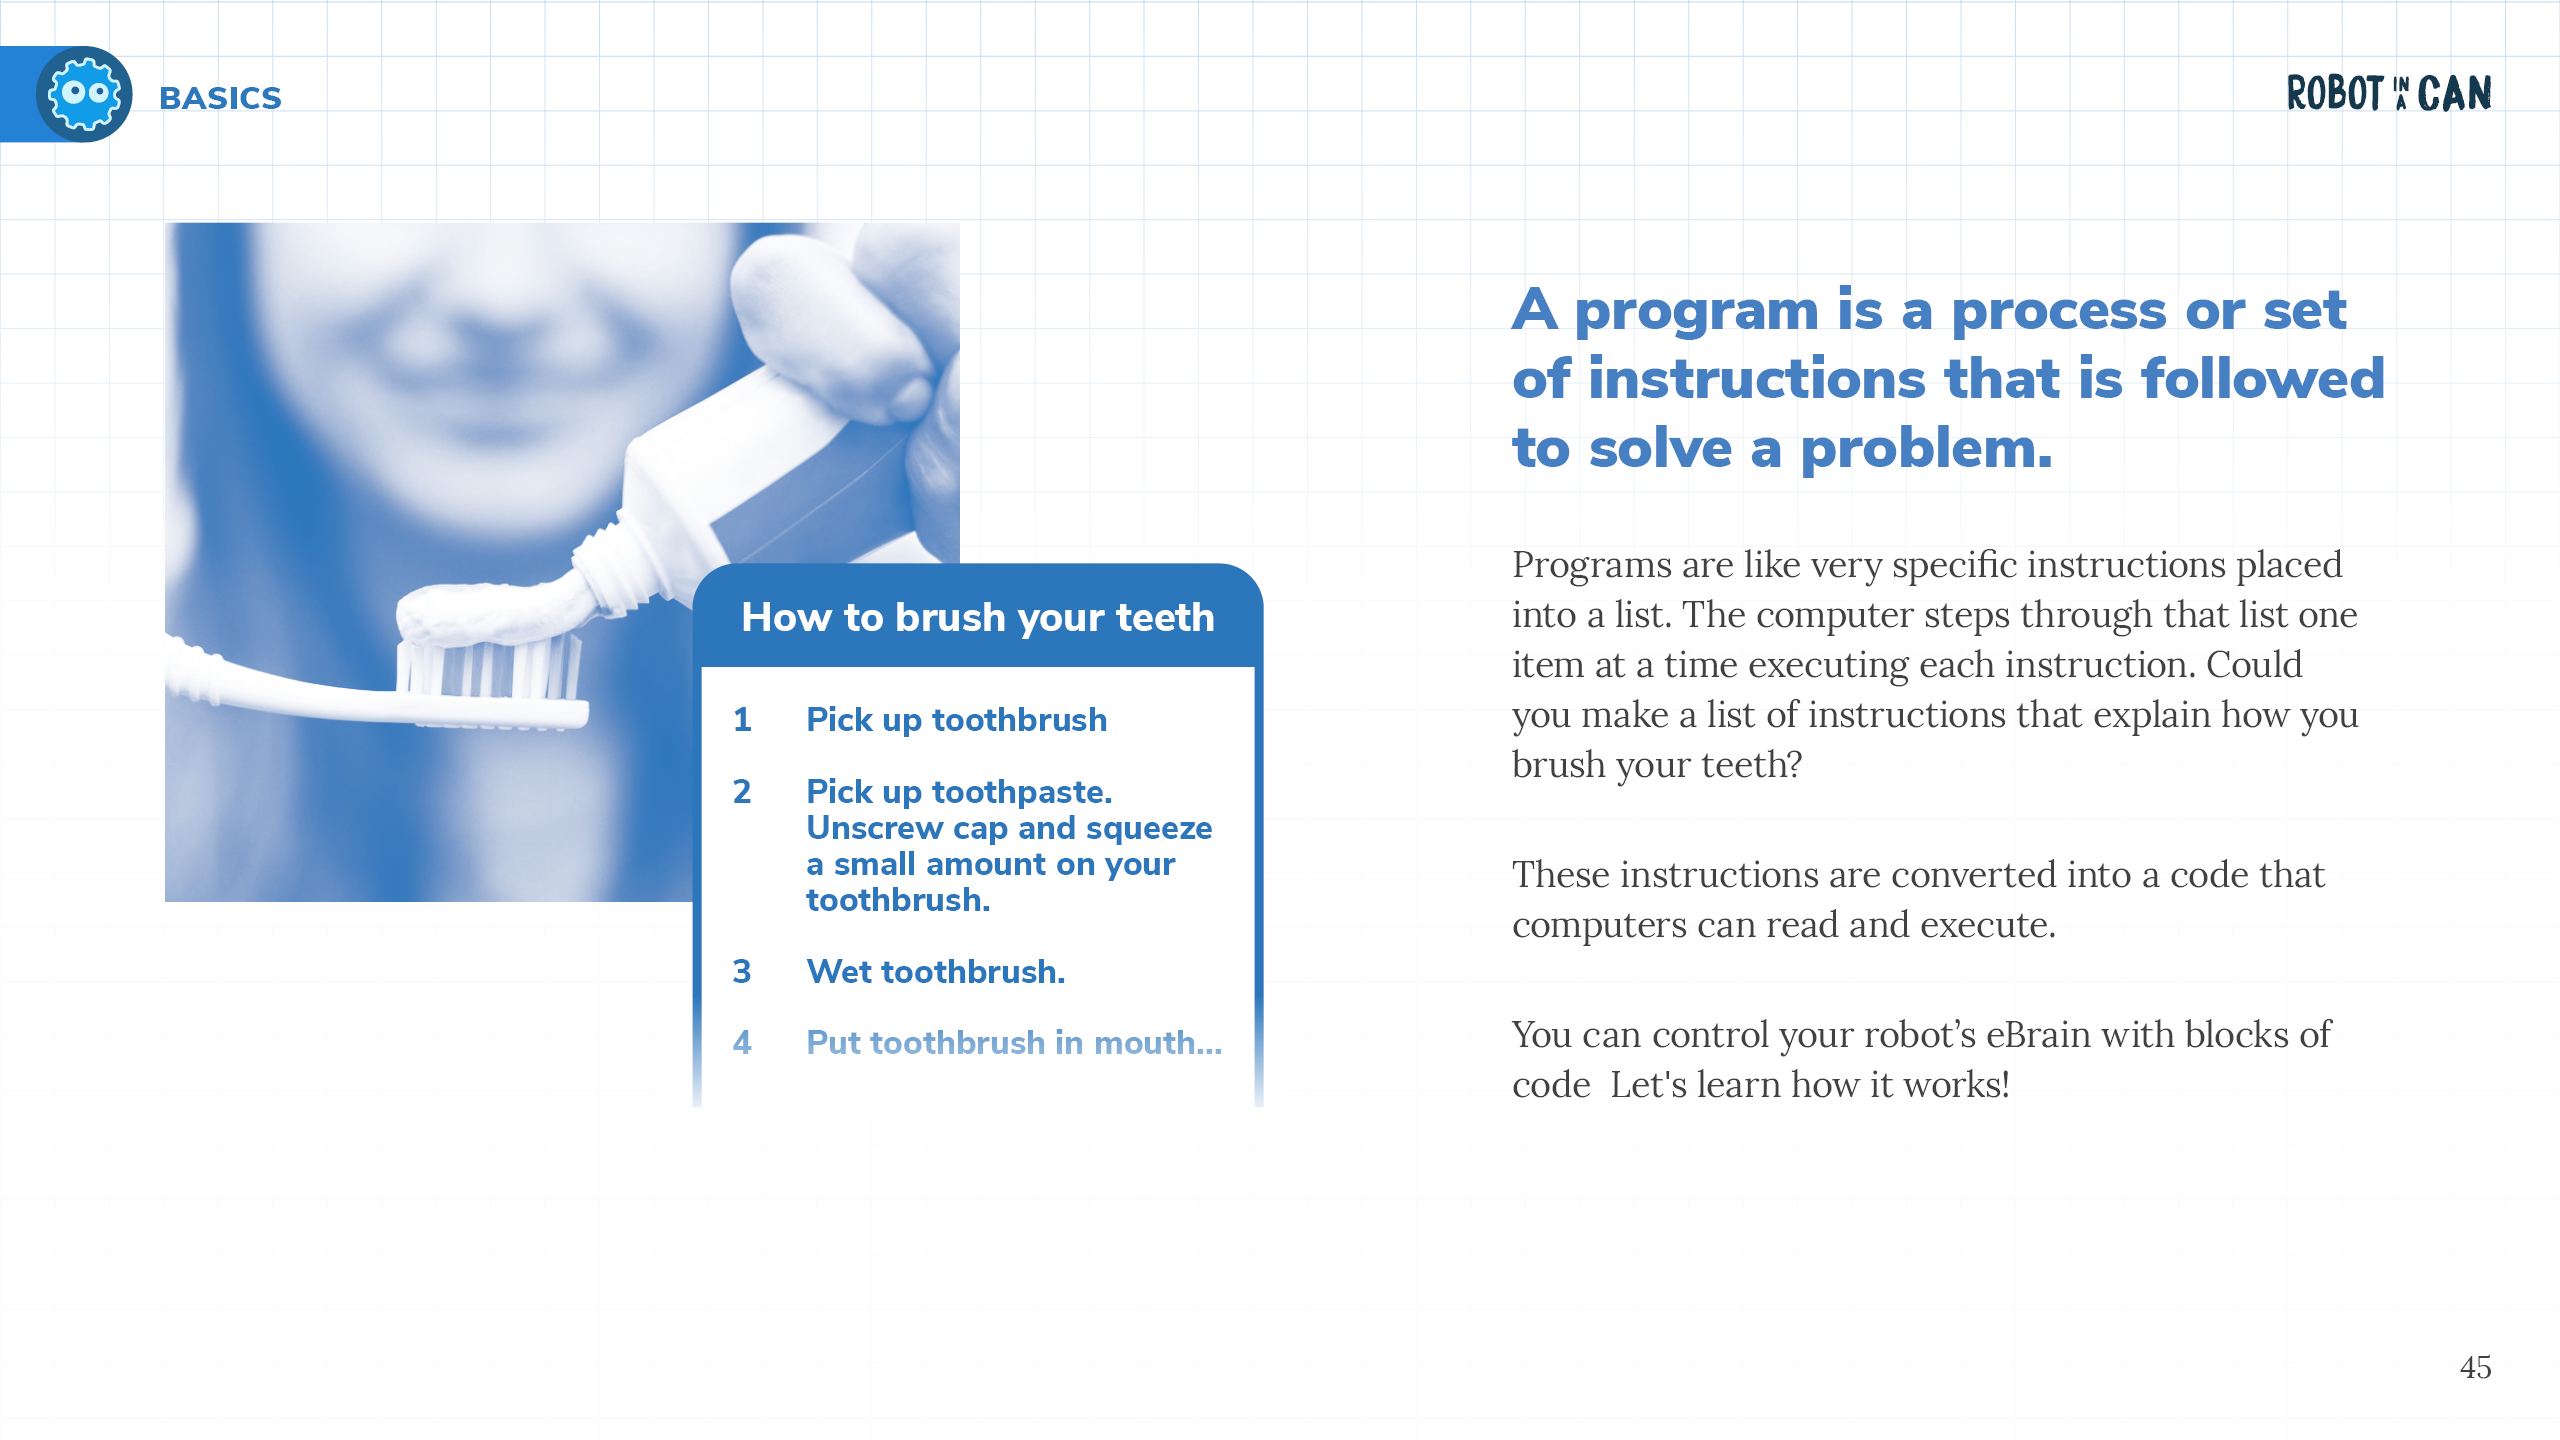 BASICS
ROBOT IN A CAN
How to brush your teeth
1 Pick up toothbrush
2 Pick up toothpaste.
Unscrew cap and squeeze
a small amount on your
toothbrush.
3 Wet toothbrush.
4 Put toothbrush in mouth...
A program is a process or set
of instructions that is followed
to solve a problem.
Programs are like very specific instructions placed
into a list. The computer steps through that list one
item at a time executing each instruction. Could
you make a list of instructions that explain how you
brush your teeth?
These instructions are converted into a code that
computers can read and execute.
You can control your robot’s eBrain with blocks of
code  Let's learn how it works!
45